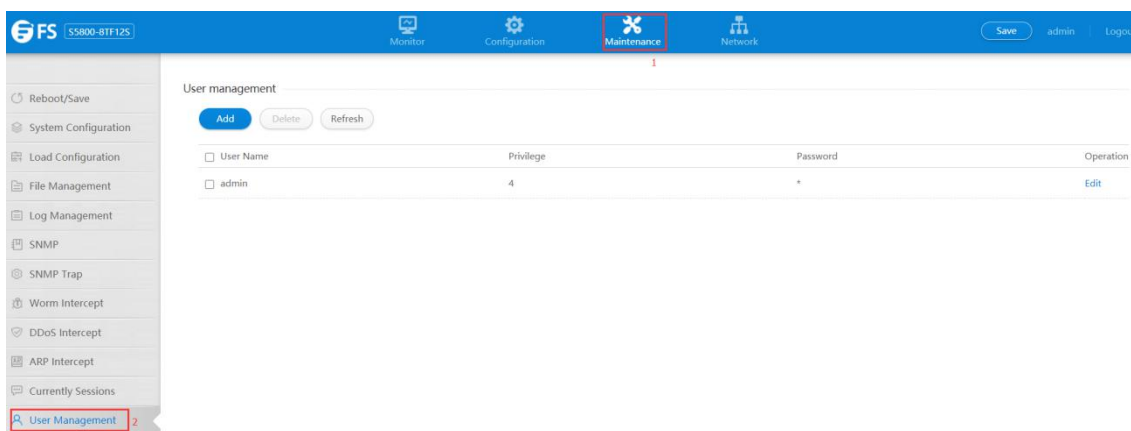 FS S5800-8TF12S
Monitor Configuration Maintenance Network Save admin Logou
1
User management
Add Delete Refresh
User Name Privilege Password Operation
admin 4 * Edit
Reboot/Save
System Configuration
Load Configuration
File Management
Log Management
SNMP
SNMP Trap
Worm Intercept
DDoS Intercept
ARP Intercept
Currently Sessions
User Management 2